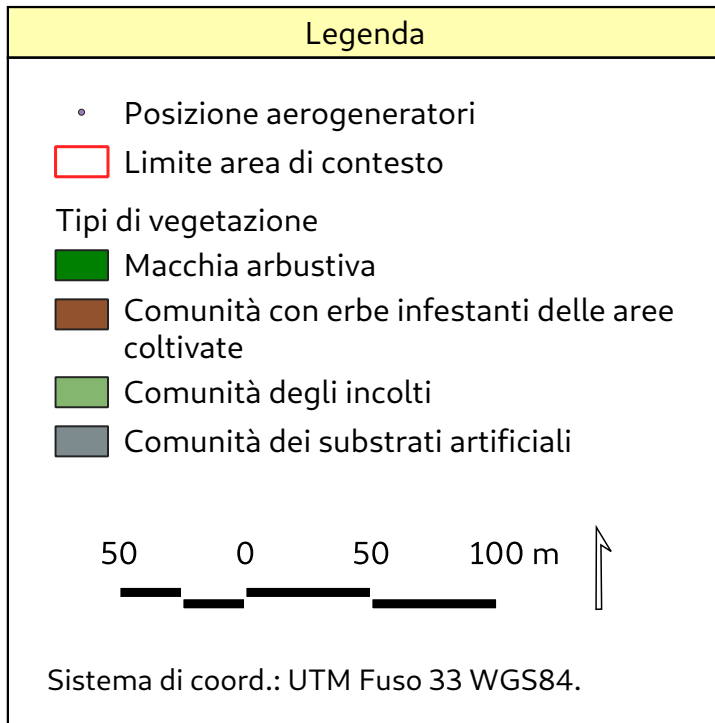 Legenda
Posizione aerogeneratori
Limite area di contesto
Tipi di vegetazione
Macchia arbustiva
Comunità con erbe infestanti delle aree
coltivate
Comunità degli incolti
Comunità dei substrati artificiali
50 0 50 100 m
Sistema di coord.: UTM Fuso 33 WGS84.